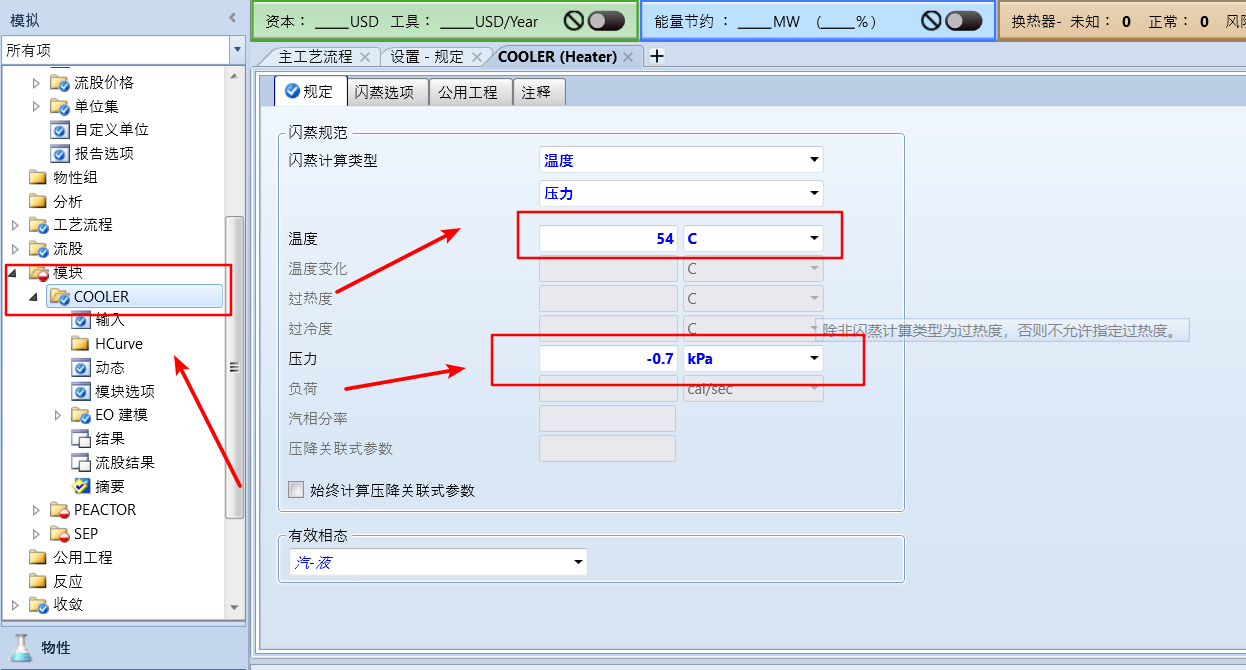 模拟
所有项
流股价格
单位集
自定义单位
报告选项
物性组
分析
工艺流程
流股
模块
COOLER
输入
HCurve
动态
模块选项
EO 建模
结果
流股结果
摘要
PEACTOR
SEP
公用工程
反应
收敛
物性
资本： _____USD 工具： _____USD/Year
能量节约 ： _____MW （_____%）
换热器- 未知： 0 正常： 0 风
主工艺流程
设置 - 规定
COOLER (Heater)
规定
闪蒸选项
公用工程
注释
闪蒸规范
闪蒸计算类型 温度
压力
温度 54 C
温度变化 C
过热度 C
过冷度 C
除非闪蒸计算类型为过热度，否则不允许指定过热度。
压力 -0.7 kPa
负荷 cal/sec
汽相分率
压降关联式参数
始终计算压降关联式参数
有效相态
汽-液